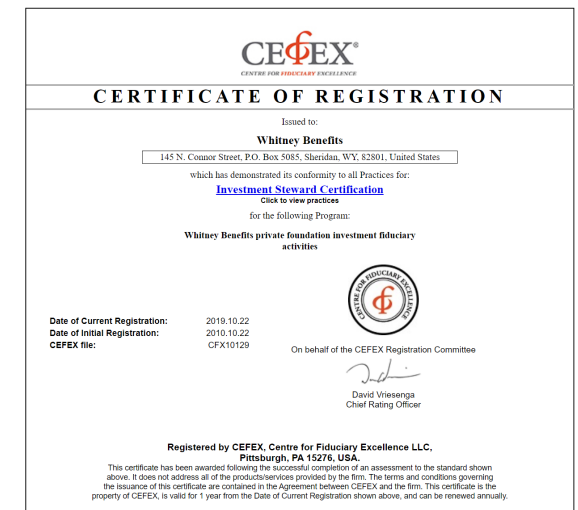 CEFEX®
CENTRE FOR FIDUCIARY EXCELLENCE
CERTIFICATE OF REGISTRATION
Issued to:
Whitney Benefits
145 N. Connor Street, P.O. Box 5085, Sheridan, WY, 82801, United States
which has demonstrated its conformity to all Practices for:
Investment Steward Certification
Click to view practices
for the following Program:
Whitney Benefits private foundation investment fiduciary
activities
CENTRE FOR FIDUCIARY EXCELLENCE
Date of Current Registration: 2019.10.22
Date of Initial Registration: 2010.10.22
CEFEX file: CFX10129
On behalf of the CEFEX Registration Committee
David Vriesenga
Chief Rating Officer
Registered by CEFEX, Centre for Fiduciary Excellence LLC,
Pittsburgh, PA 15276, USA.
This certificate has been awarded following the successful completion of an assessment to the standard shown
above. It does not address all of the products/services provided by the firm. The terms and conditions governing
the issuance of this certificate are contained in the Agreement between CEFEX and the firm. This certificate is the
property of CEFEX, is valid for 1 year from the Date of Current Registration shown above, and can be renewed annually.